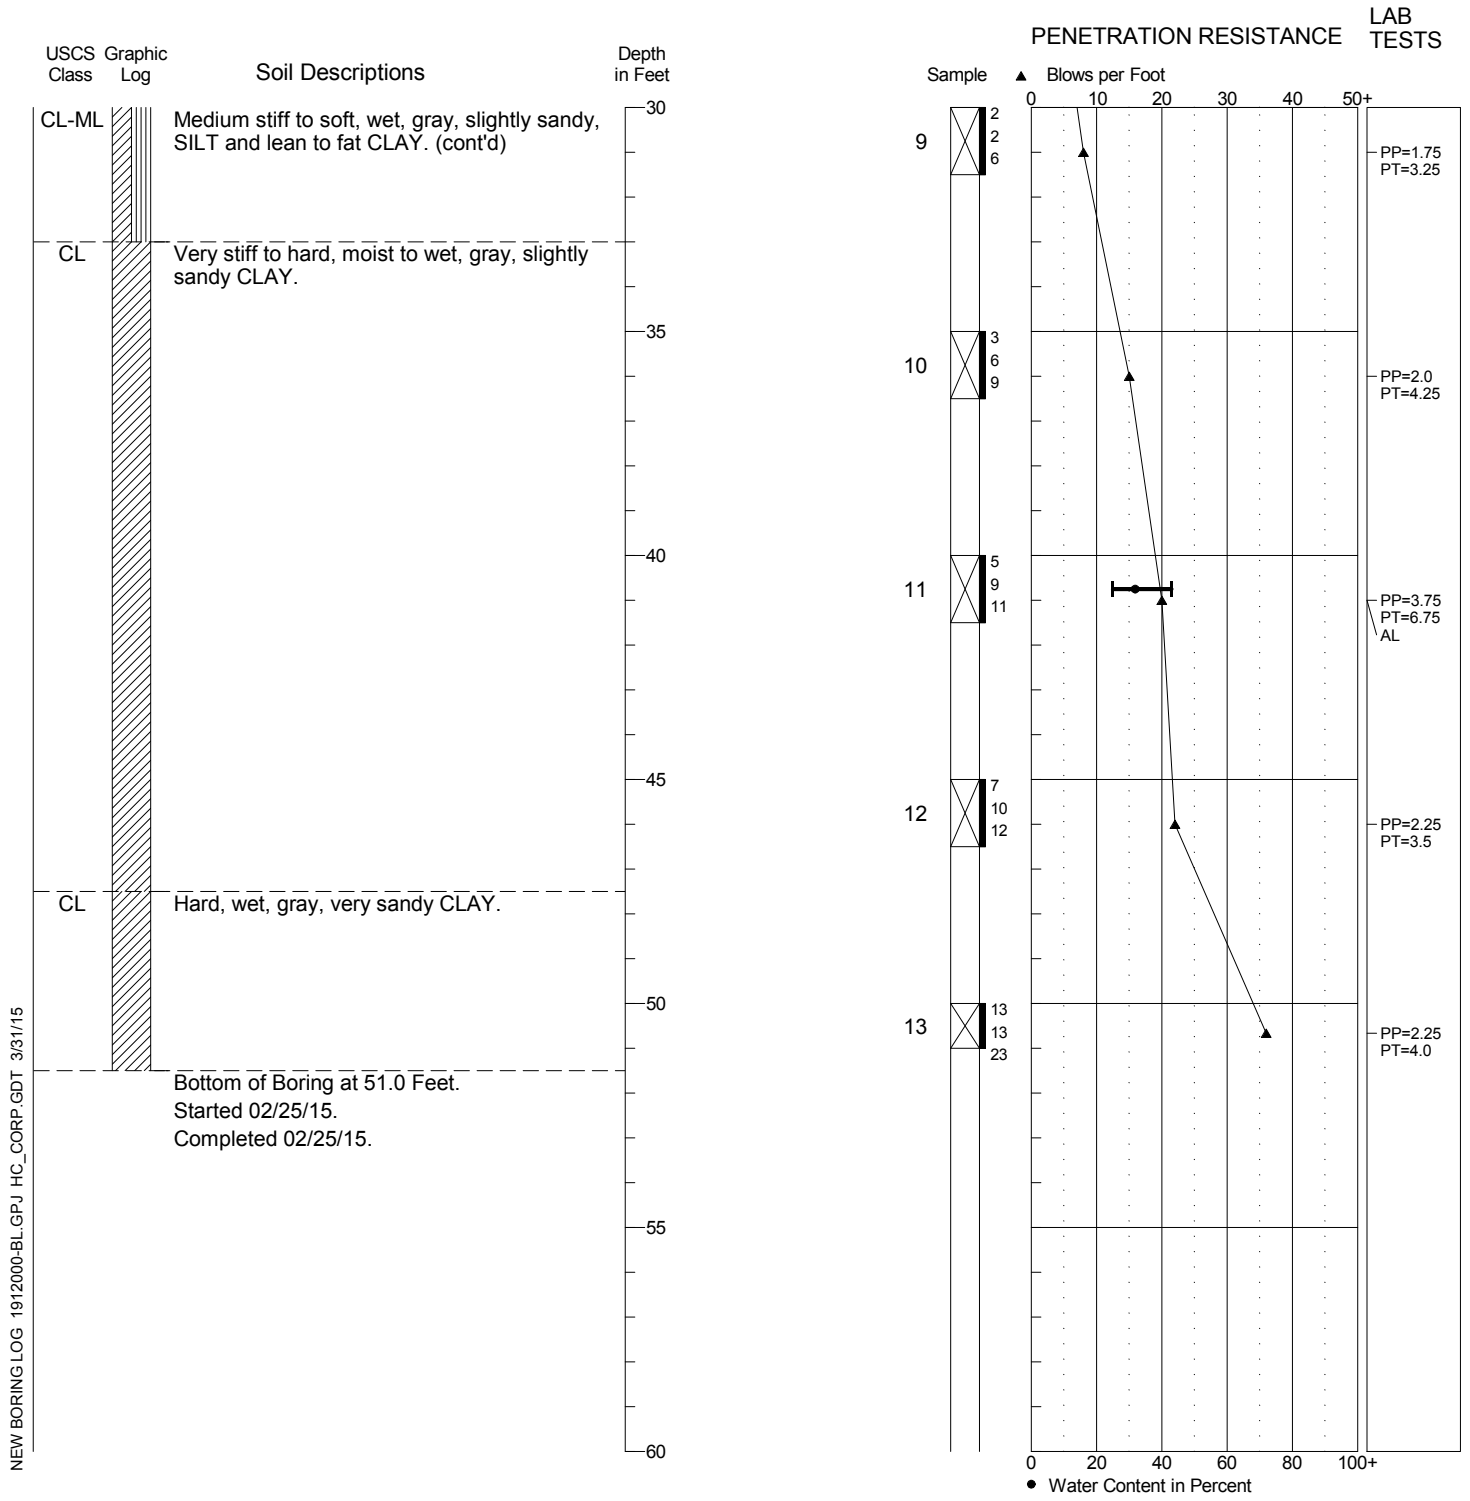 LAB
TESTS
PENETRATION RESISTANCE
USCS Class
Graphic Log
Soil Descriptions
Depth in Feet
Sample
▲ Blows per Foot
0 10 20 30 40 50+
CL-ML
Medium stiff to soft, wet, gray, slightly sandy,
SILT and lean to fat CLAY. (cont'd)
30
9
2
2
6
PP=1.75
PT=3.25
CL
Very stiff to hard, moist to wet, gray, slightly
sandy CLAY.
35
10
3
6
9
PP=2.0
PT=4.25
40
11
5
9
11
PP=3.75
PT=6.75
AL
45
12
7
10
12
PP=2.25
PT=3.5
CL
Hard, wet, gray, very sandy CLAY.
50
13
13
13
23
PP=2.25
PT=4.0
Bottom of Boring at 51.0 Feet.
Started 02/25/15.
Completed 02/25/15.
55
60
0 20 40 60 80 100+
● Water Content in Percent
NEW BORING LOG 1912000-BL.GPJ HC_CORP.GDT 3/31/15